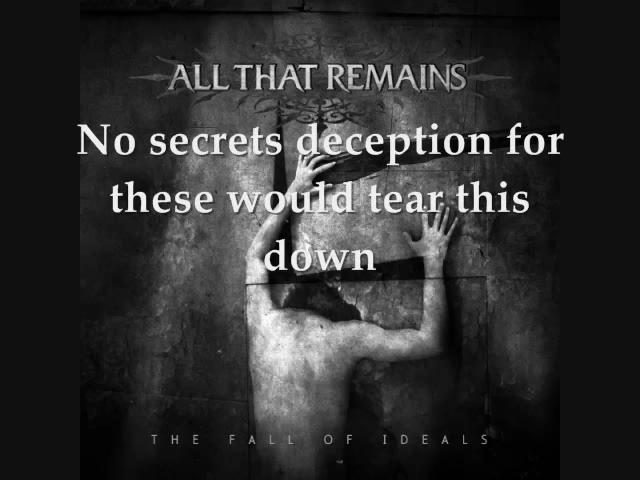 ALL THAT REMAINS
No secrets deception for
these would tear this
down
THE FALL OF IDEALS